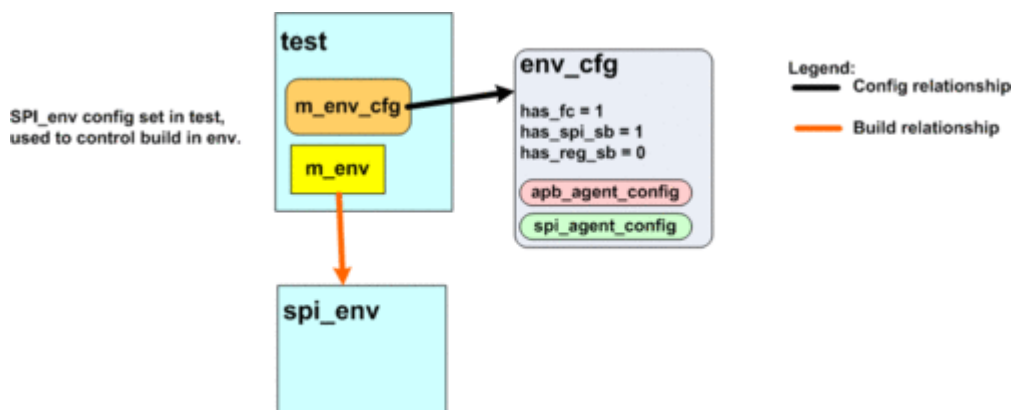 test
m_env_cfg
m_env
SPI_env config set in test,
used to control build in env.
env_cfg
has_fc = 1
has_spi_sb = 1
has_reg_sb = 0
apb_agent_config
spi_agent_config
Legend:
Config relationship
Build relationship
spi_env